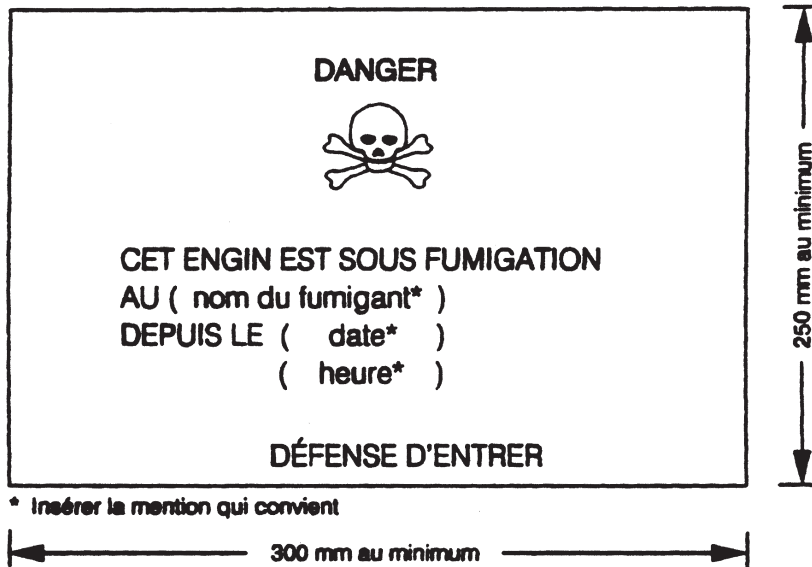 DANGER
CET ENGIN EST SOUS FUMIGATION
AU ( nom du fumigant* )
DEPUIS LE ( date* )
( heure* )
DÉFENSE D'ENTRER
* Insérer la mention qui convient
300 mm au minimum
250 mm au minimum